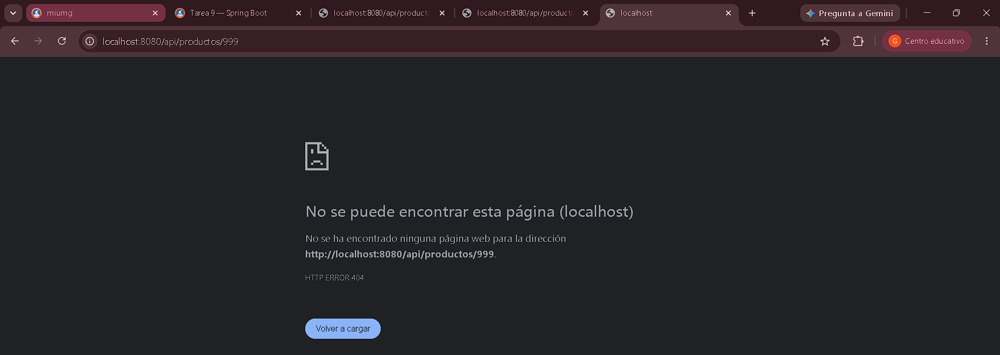 miumg
Tarea 9 — Spring Boot
localhost:8080/api/producto
localhost:8080/api/producto
localhost
Pregunta a Gemini
localhost:8080/api/productos/999
G
Centro educativo
No se puede encontrar esta página (localhost)
No se ha encontrado ninguna página web para la dirección
http://localhost:8080/api/productos/999.
HTTP ERROR 404
Volver a cargar